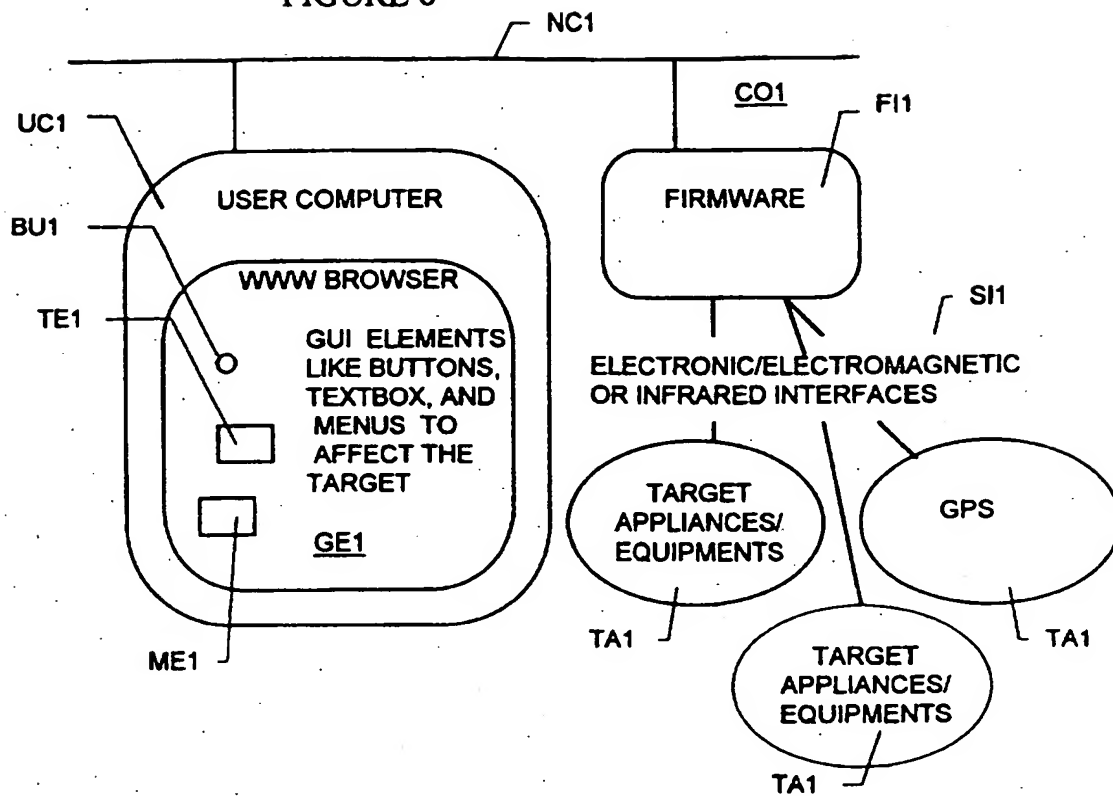 NC1
CO1
FI1
UC1
USER COMPUTER
FIRMWARE
BU1
WWW BROWSER
SI1
TE1
GUI ELEMENTS
LIKE BUTTONS,
TEXTBOX, AND
MENUS TO
AFFECT THE
TARGET
ELECTRONIC/ELECTROMAGNETIC
OR INFRARED INTERFACES
GE1
TARGET
APPLIANCES/
EQUIPMENTS
GPS
ME1
TA1
TA1
TARGET
APPLIANCES/
EQUIPMENTS
TA1